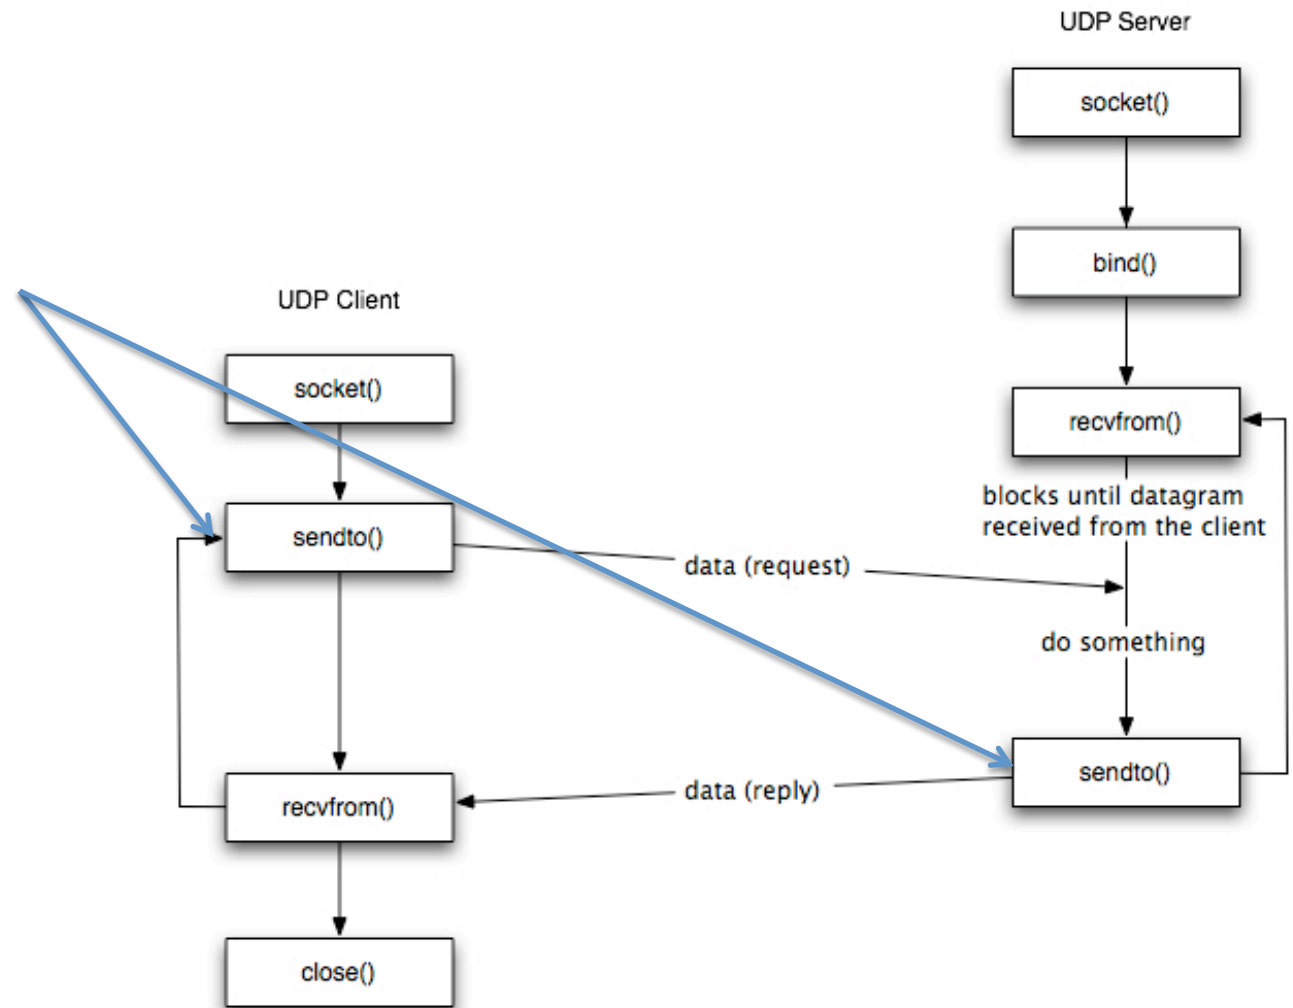 UDP Server
socket()
bind()
UDP Client
socket()
recvfrom()
blocks until datagram
received from the client
sendto()
data (request)
do something
sendto()
data (reply)
recvfrom()
close()